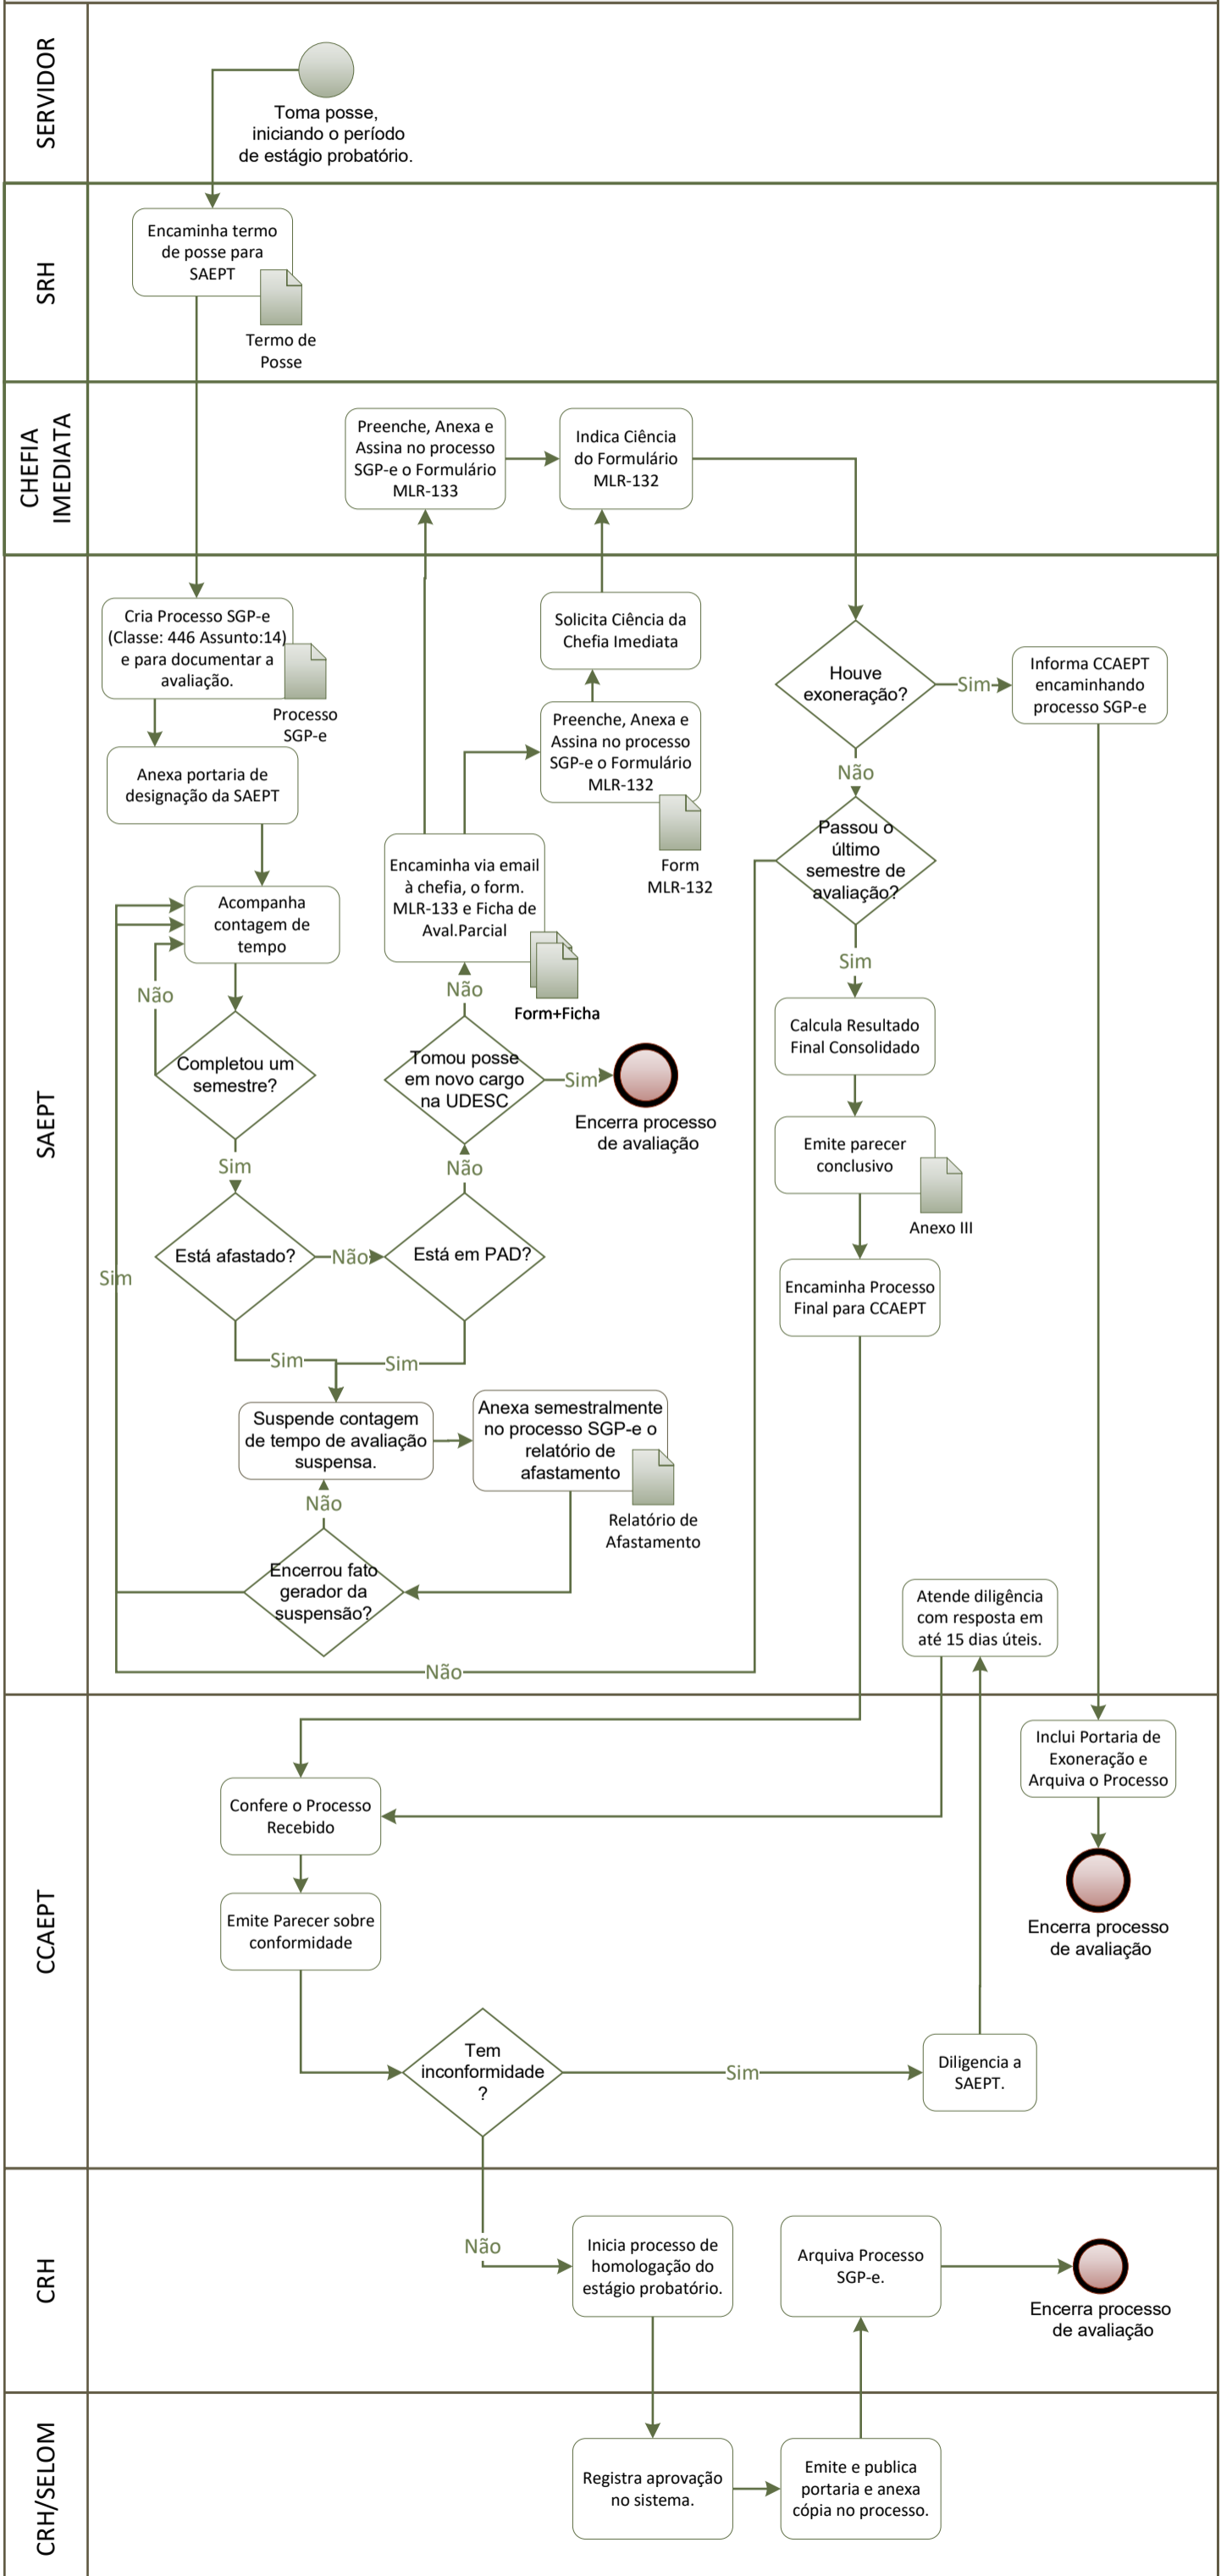 SERVIDOR
Toma posse,
iniciando o período
de estágio probatório.
SRH
Encaminha termo
de posse para
SAEPT
Termo de
Posse
CHEFIA
IMEDIATA
Preenche, Anexa e
Assina no processo
SGP-e o Formulário
MLR-133
Indica Ciência
do Formulário
MLR-132
SAEPT
Cria Processo SGP-e
(Classe: 446 Assunto:14)
e para documentar a
avaliação.
Processo
SGP-e
Anexa portaria de
designação da SAEPT
Acompanha
contagem de
tempo
Não
Completou um
semestre?
Sim
Está afastado?
Não
Está em PAD?
Sim
Sim
Sim
Não
Tomou posse
em novo cargo
na UDESC
Sim
Encerra processo
de avaliação
Não
Encaminha via email
à chefia, o form.
MLR-133 e Ficha de
Aval.Parcial
Form+Ficha
Preenche, Anexa e
Assina no processo
SGP-e o Formulário
MLR-132
Form
MLR-132
Solicita Ciência da
Chefia Imediata
Suspende contagem
de tempo de avaliação
suspensa.
Anexa semestralmente
no processo SGP-e o
relatório de
afastamento
Relatório de
Afastamento
Não
Encerrou fato
gerador da
suspensão?
Não
Houve
exoneração?
Sim
Informa CCAEPT
encaminhando
processo SGP-e
Não
Passou o
último
semestre de
avaliação?
Sim
Calcula Resultado
Final Consolidado
Emite parecer
conclusivo
Anexo III
Encaminha Processo
Final para CCAEPT
Atende diligência
com resposta em
até 15 dias úteis.
CCAEPT
Inclui Portaria de
Exoneração e
Arquiva o Processo
Encerra processo
de avaliação
Confere o Processo
Recebido
Emite Parecer sobre
conformidade
Tem
inconformidade
?
Sim
Diligencia a
SAEPT.
CRH
Não
Inicia processo de
homologação do
estágio probatório.
Arquiva Processo
SGP-e.
Encerra processo
de avaliação
CRH/SELOM
Registra aprovação
no sistema.
Emite e publica
portaria e anexa
cópia no processo.